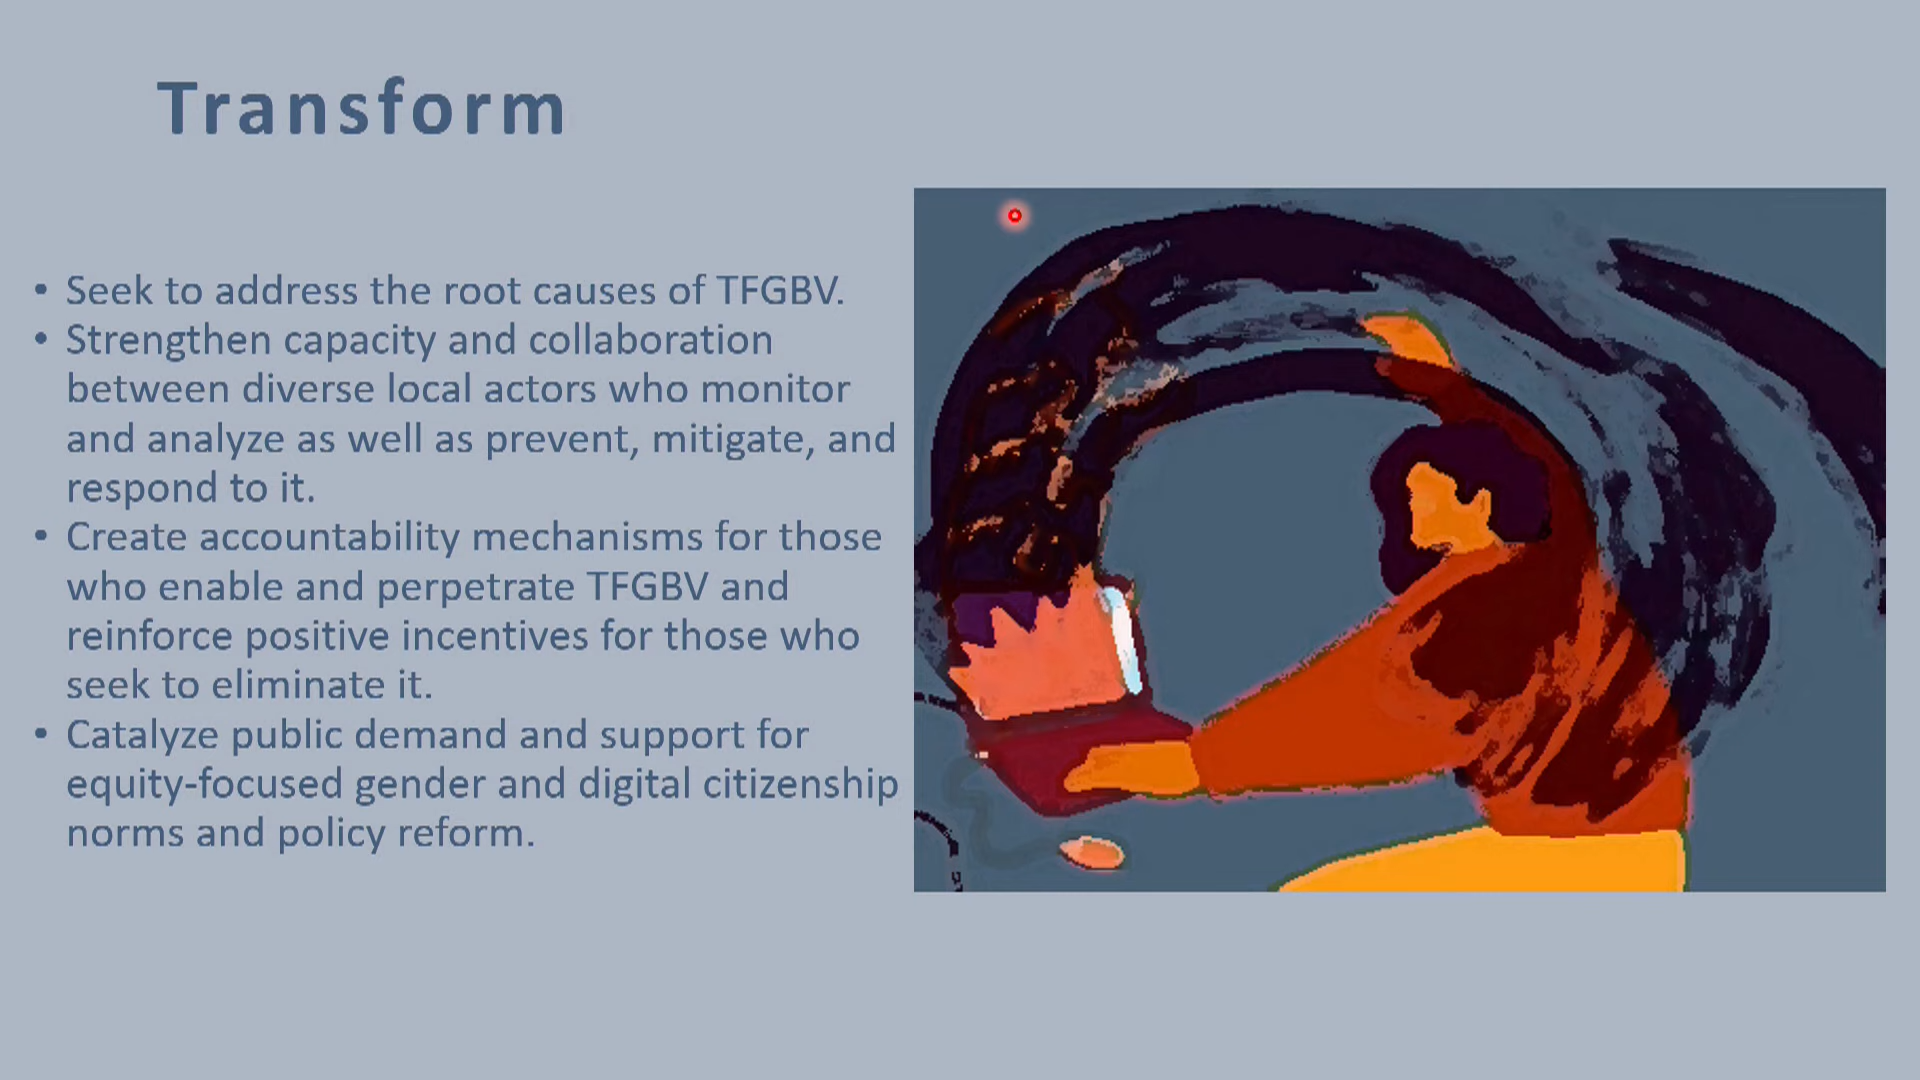 Transform
• Seek to address the root causes of TFGBV.
• Strengthen capacity and collaboration
between diverse local actors who monitor
and analyze as well as prevent, mitigate, and
respond to it.
• Create accountability mechanisms for those
who enable and perpetrate TFGBV and
reinforce positive incentives for those who
seek to eliminate it.
• Catalyze public demand and support for
equity-focused gender and digital citizenship
norms and policy reform.